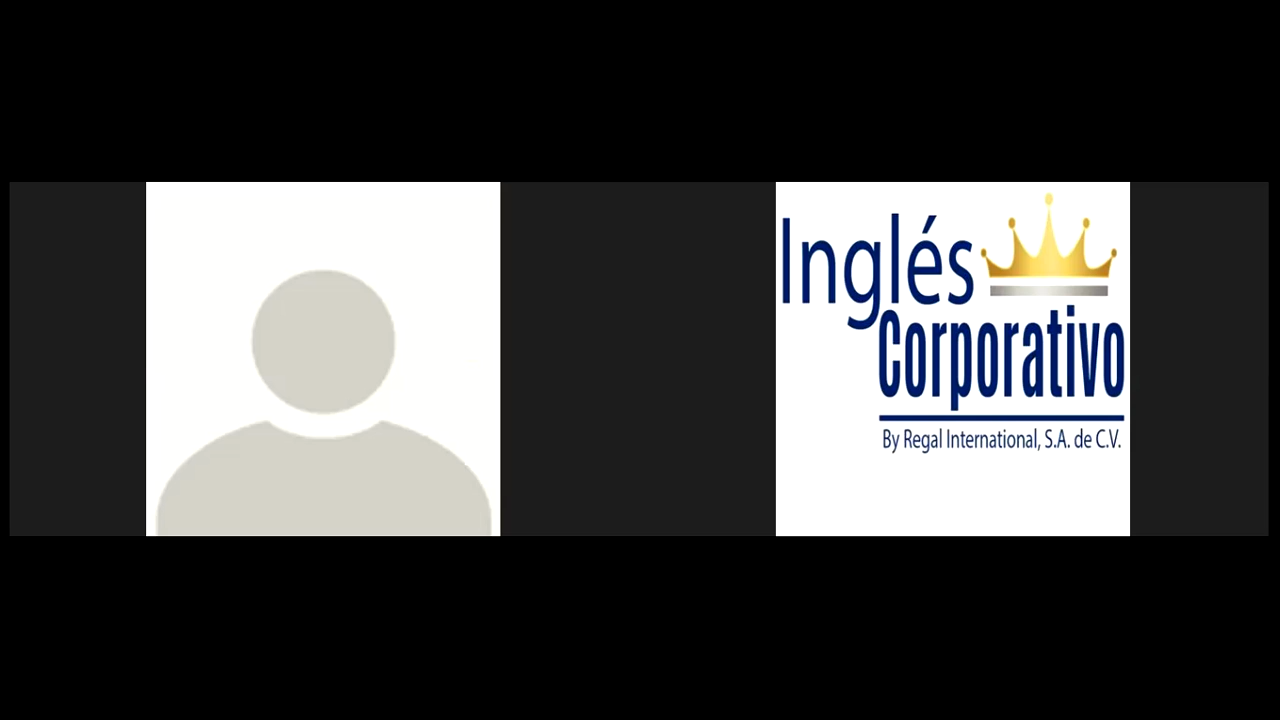 Inglés
Corporativo
By Regal International, S.A. de C.V.